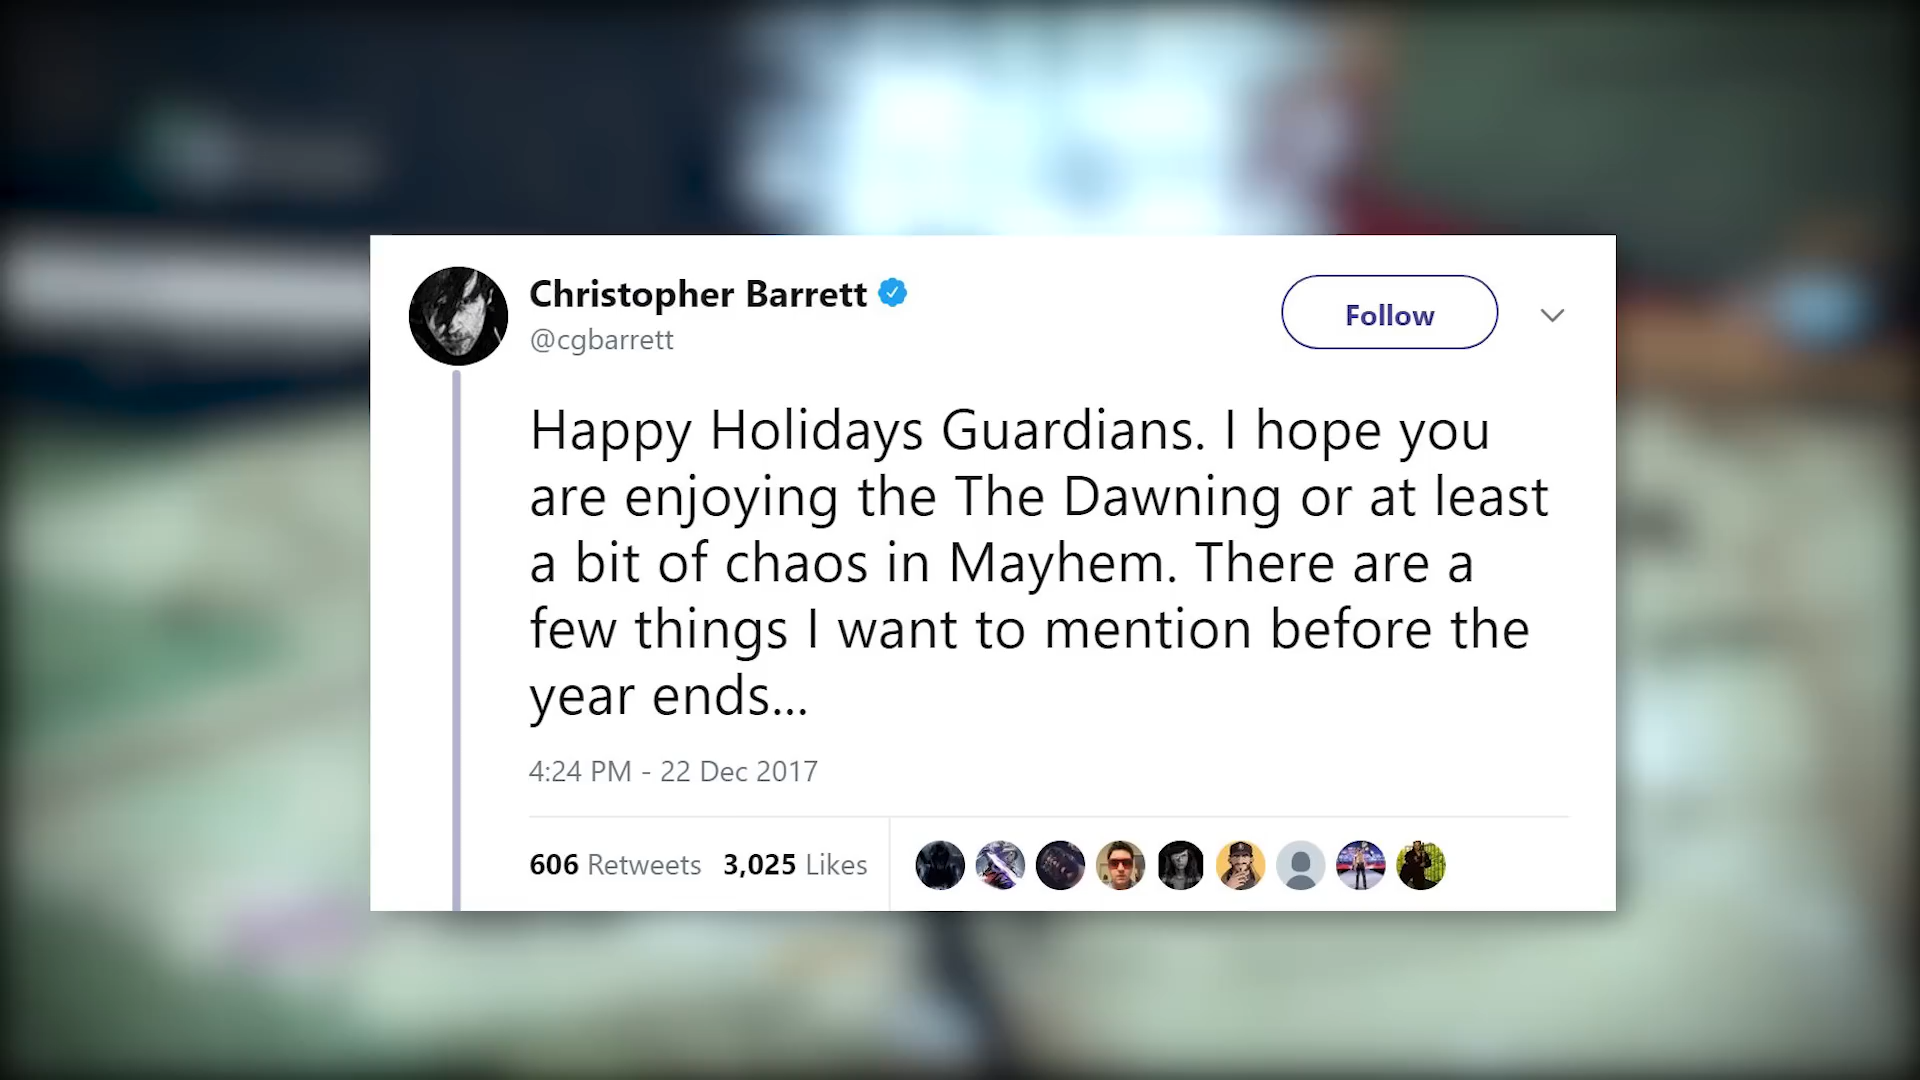 Christopher Barrett
@cgbarrett
Follow
Happy Holidays Guardians. I hope you
are enjoying the The Dawning or at least
a bit of chaos in Mayhem. There are a
few things I want to mention before the
year ends...
4:24 PM - 22 Dec 2017
606 Retweets 3,025 Likes